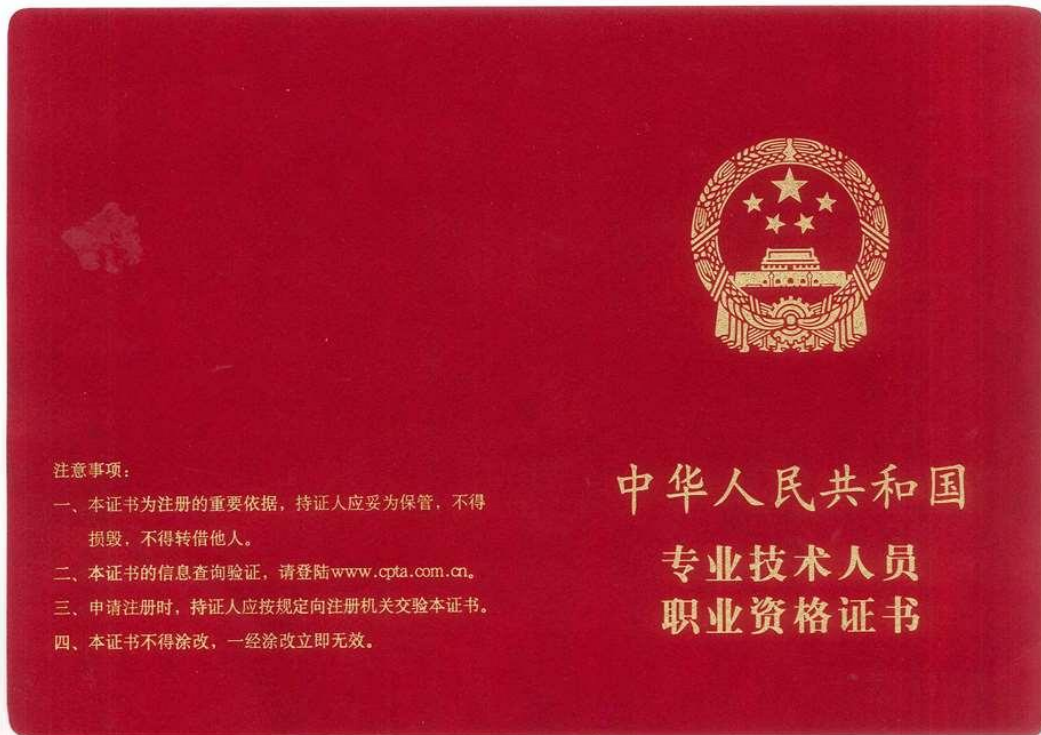 注意事项：
一、本证书为注册的重要依据，持证人应妥为保管，不得
损毁，不得转借他人。
二、本证书的信息查询验证，请登陆www.cpta.com.cn。
三、申请注册时，持证人应按规定向注册机关交验本证书。
四、本证书不得涂改，一经涂改立即无效。
中华人民共和国
专业技术人员
职业资格证书